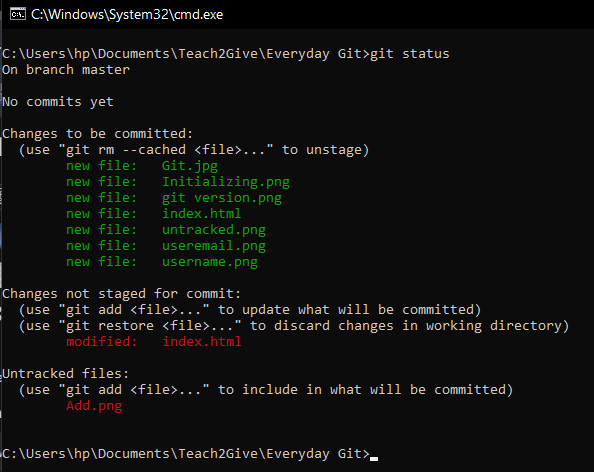 C:\Windows\System32\cmd.exe
C:\Users\hp\Documents\Teach2Give\Everyday Git>git status
On branch master
No commits yet
Changes to be committed:
(use "git rm --cached <file>..." to unstage)
new file: Git.jpg
new file: Initializing.png
new file: git version.png
new file: index.html
new file: untracked.png
new file: useremail.png
new file: username.png
Changes not staged for commit:
(use "git add <file>..." to update what will be committed)
(use "git restore <file>..." to discard changes in working directory)
modified: index.html
Untracked files:
(use "git add <file>..." to include in what will be committed)
Add.png
C:\Users\hp\Documents\Teach2Give\Everyday Git>